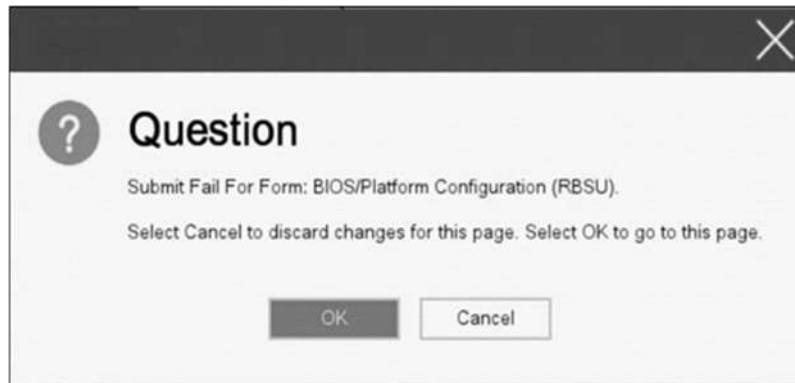 Question
Submit Fail For Form: BIOS/Platform Configuration (RBSU).
Select Cancel to discard changes for this page. Select OK to go to this page.
OK Cancel